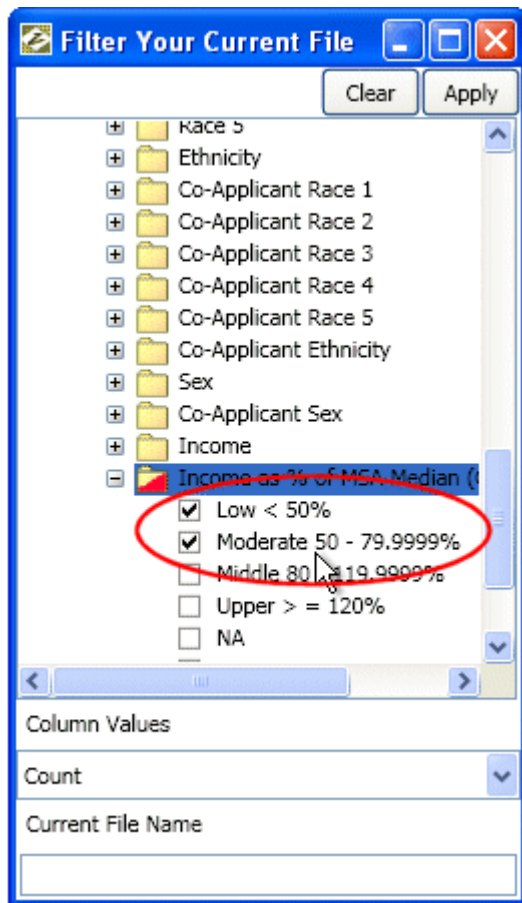 Filter Your Current File
Clear Apply
Race 5
Ethnicity
Co-Applicant Race 1
Co-Applicant Race 2
Co-Applicant Race 3
Co-Applicant Race 4
Co-Applicant Race 5
Co-Applicant Ethnicity
Sex
Co-Applicant Sex
Income
Income as % of MSA Median (
Low < 50%
Moderate 50 - 79.9999%
Middle 80 - 119.9999%
Upper > = 120%
NA
Column Values
Count
Current File Name